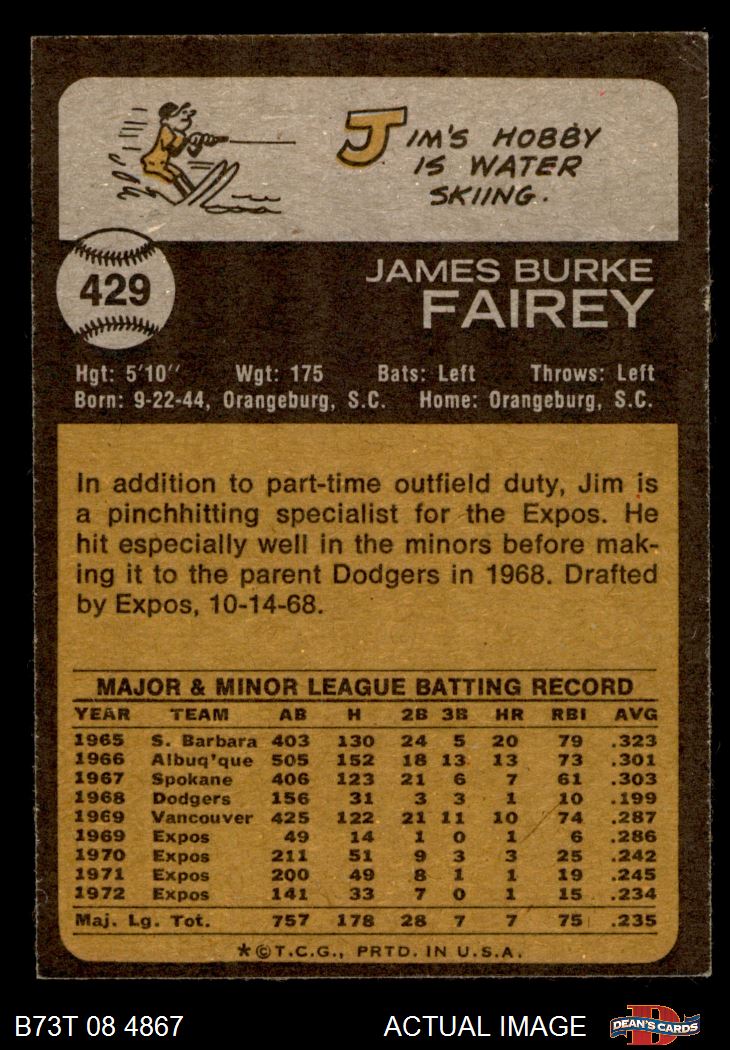 JIM'S HOBBY
IS WATER
SKIING.
429
JAMES BURKE
FAIREY
Hgt: 5'10" Wgt: 175 Bats: Left Throws: Left
Born: 9-22-44, Orangeburg, S.C. Home: Orangeburg, S.C.
In addition to part-time outfield duty, Jim is
a pinchhitting specialist for the Expos. He
hit especially well in the minors before mak-
ing it to the parent Dodgers in 1968. Drafted
by Expos, 10-14-68.
MAJOR & MINOR LEAGUE BATTING RECORD
YEAR TEAM AB H 2B 3B HR RBI AVG
1965 S. Barbara 403 130 24 5 20 79 .323
1966 Albuq'que 505 152 18 13 13 73 .301
1967 Spokane 406 123 21 6 7 61 .303
1968 Dodgers 156 31 3 3 1 10 .199
1969 Vancouver 425 122 21 11 10 74 .287
1969 Expos 49 14 1 0 1 6 .286
1970 Expos 211 51 9 3 3 25 .242
1971 Expos 200 49 8 1 1 19 .245
1972 Expos 141 33 7 0 1 15 .234
Maj. Lg. Tot. 757 178 28 7 7 75 .235
*©T.C.G., PRTD. IN U.S.A.
B73T 08 4867 ACTUAL IMAGE D DEAN'S CARDS